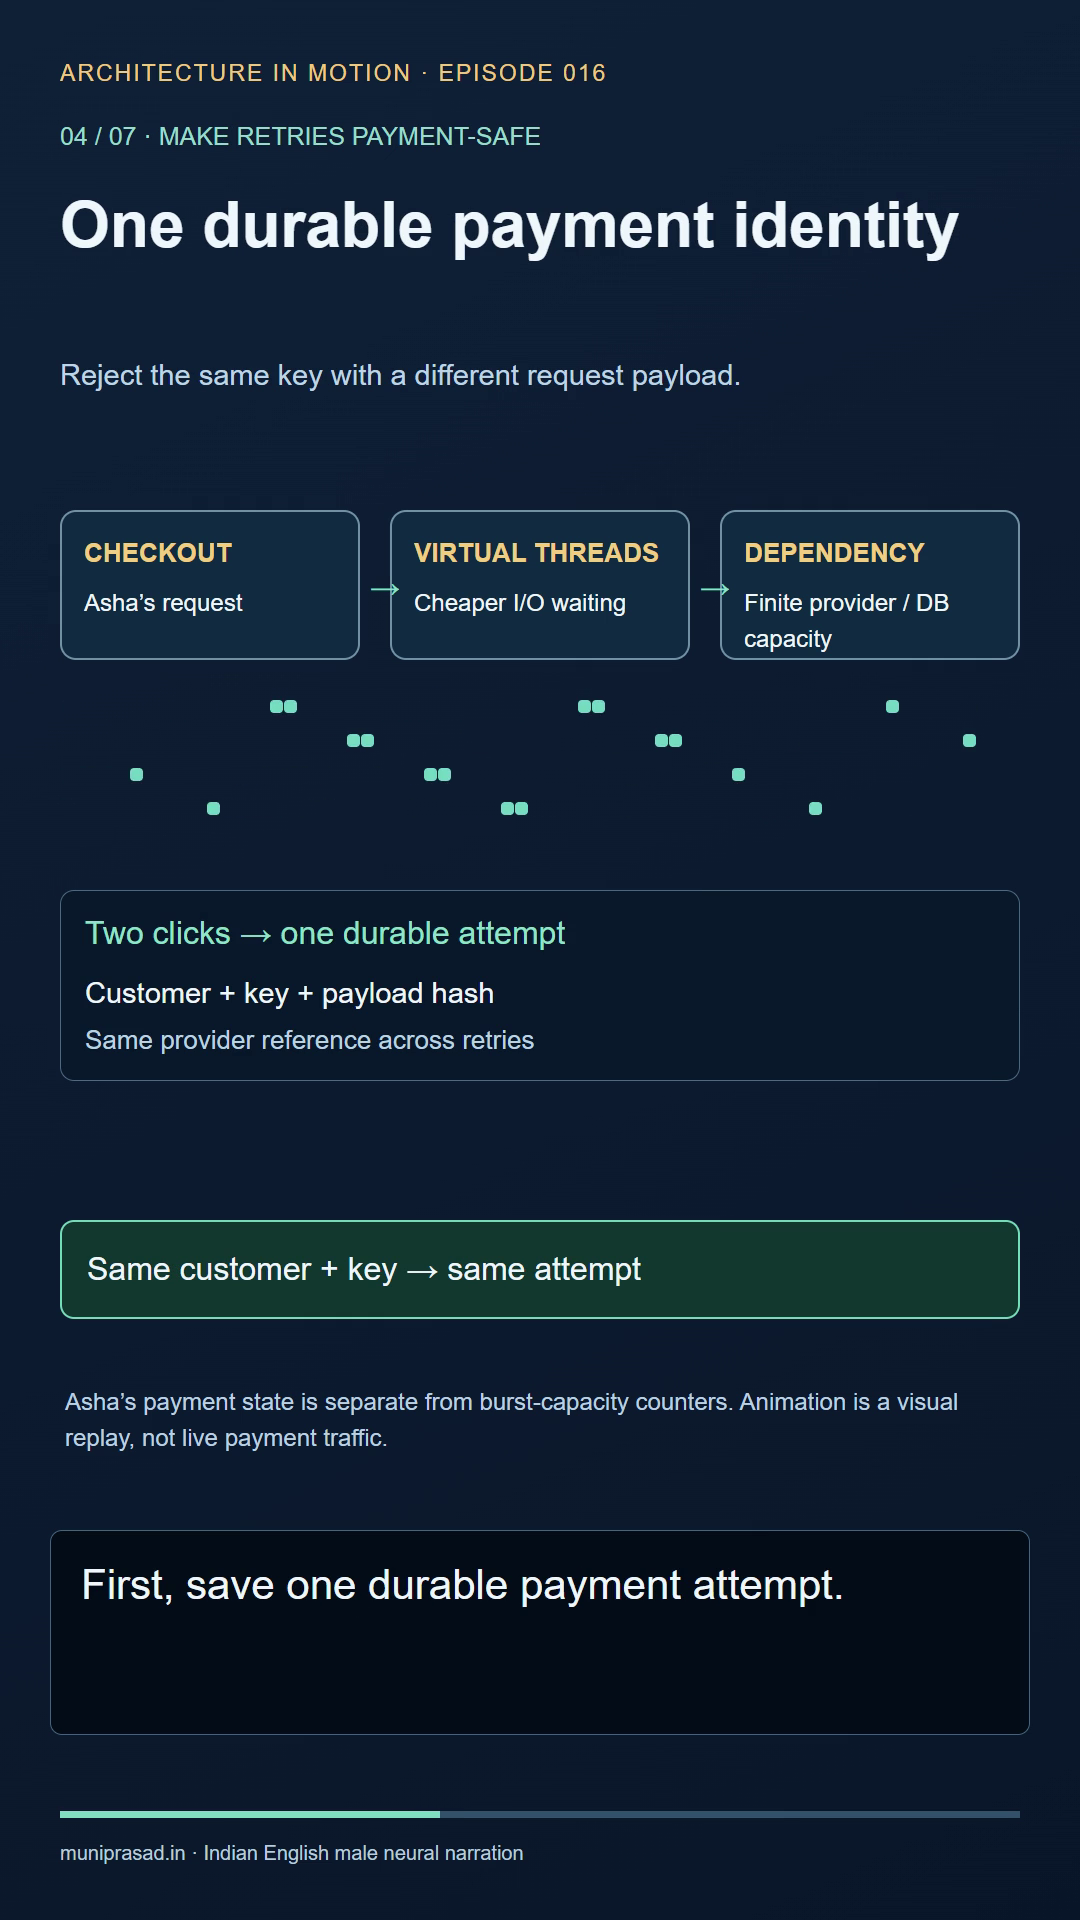 ARCHITECTURE IN MOTION · EPISODE 016
04 / 07 · MAKE RETRIES PAYMENT-SAFE
One durable payment identity
Reject the same key with a different request payload.
CHECKOUT
Asha’s request
→
VIRTUAL THREADS
Cheaper I/O waiting
→
DEPENDENCY
Finite provider / DB
capacity
Two clicks → one durable attempt
Customer + key + payload hash
Same provider reference across retries
Same customer + key → same attempt
Asha’s payment state is separate from burst-capacity counters. Animation is a visual
replay, not live payment traffic.
First, save one durable payment attempt.
muniprasad.in · Indian English male neural narration